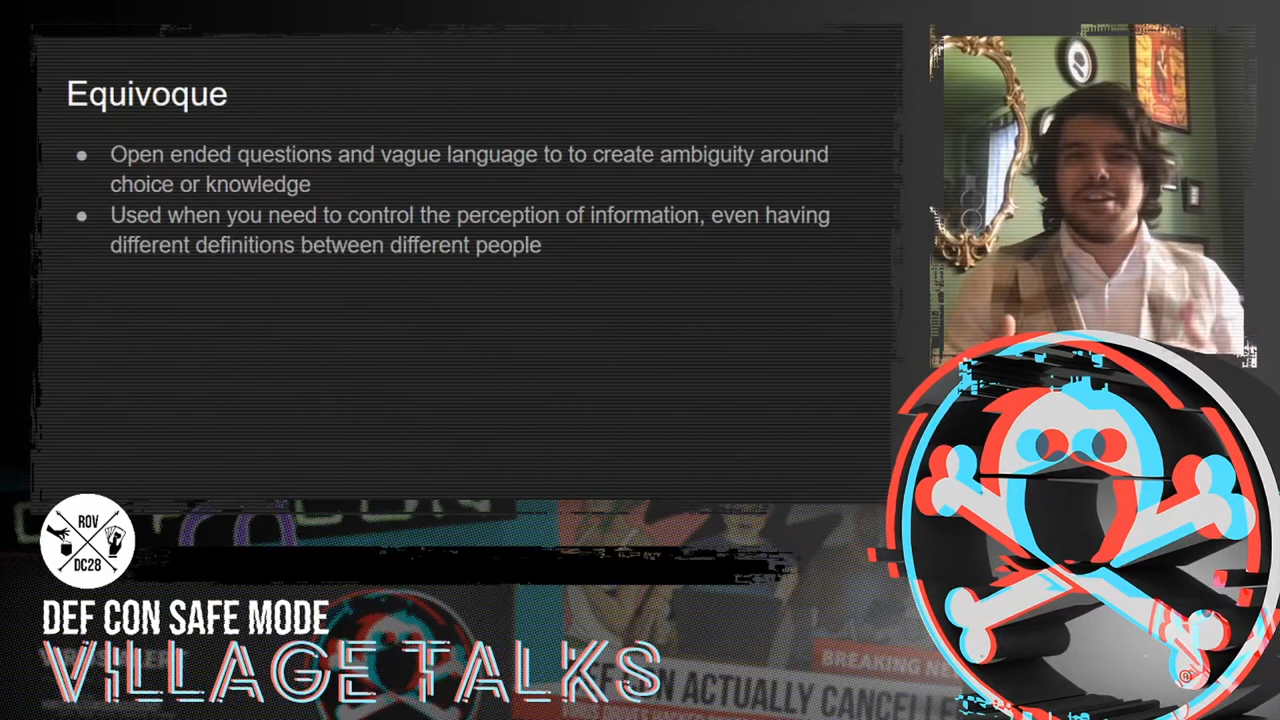 Equivoque
● Open ended questions and vague language to to create ambiguity around
choice or knowledge
● Used when you need to control the perception of information, even having
different definitions between different people
ROV
DC28
DEF CON SAFE MODE
VILLAGE TALKS
BREAKING
CON ACTUALLY
®